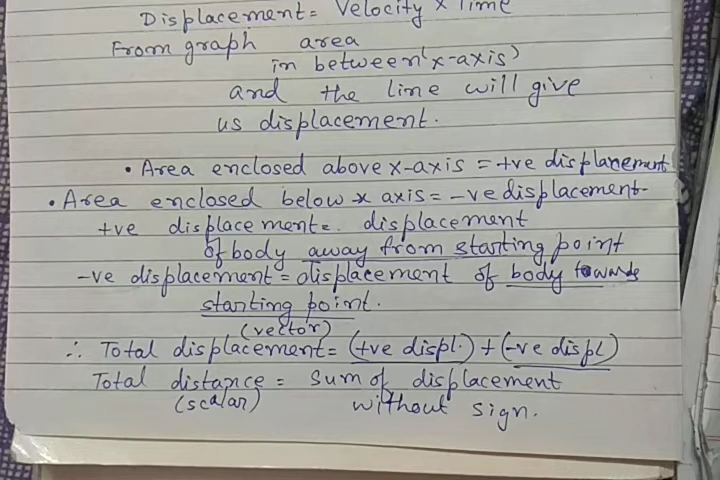 Displacement = Velocity × Time
From graph area
in between 'x-axis'
and the line will give
us displacement.
• Area enclosed above x-axis = +ve displacement
• Area enclosed below x axis = -ve displacement-
+ve displacement = displacement
of body away from starting point
-ve displacement = displacement of body towards
starting point.
(vector)
∴ Total displacement = (+ve displ.) + (-ve displ)
Total distance = sum of displacement
(scalar) without sign.